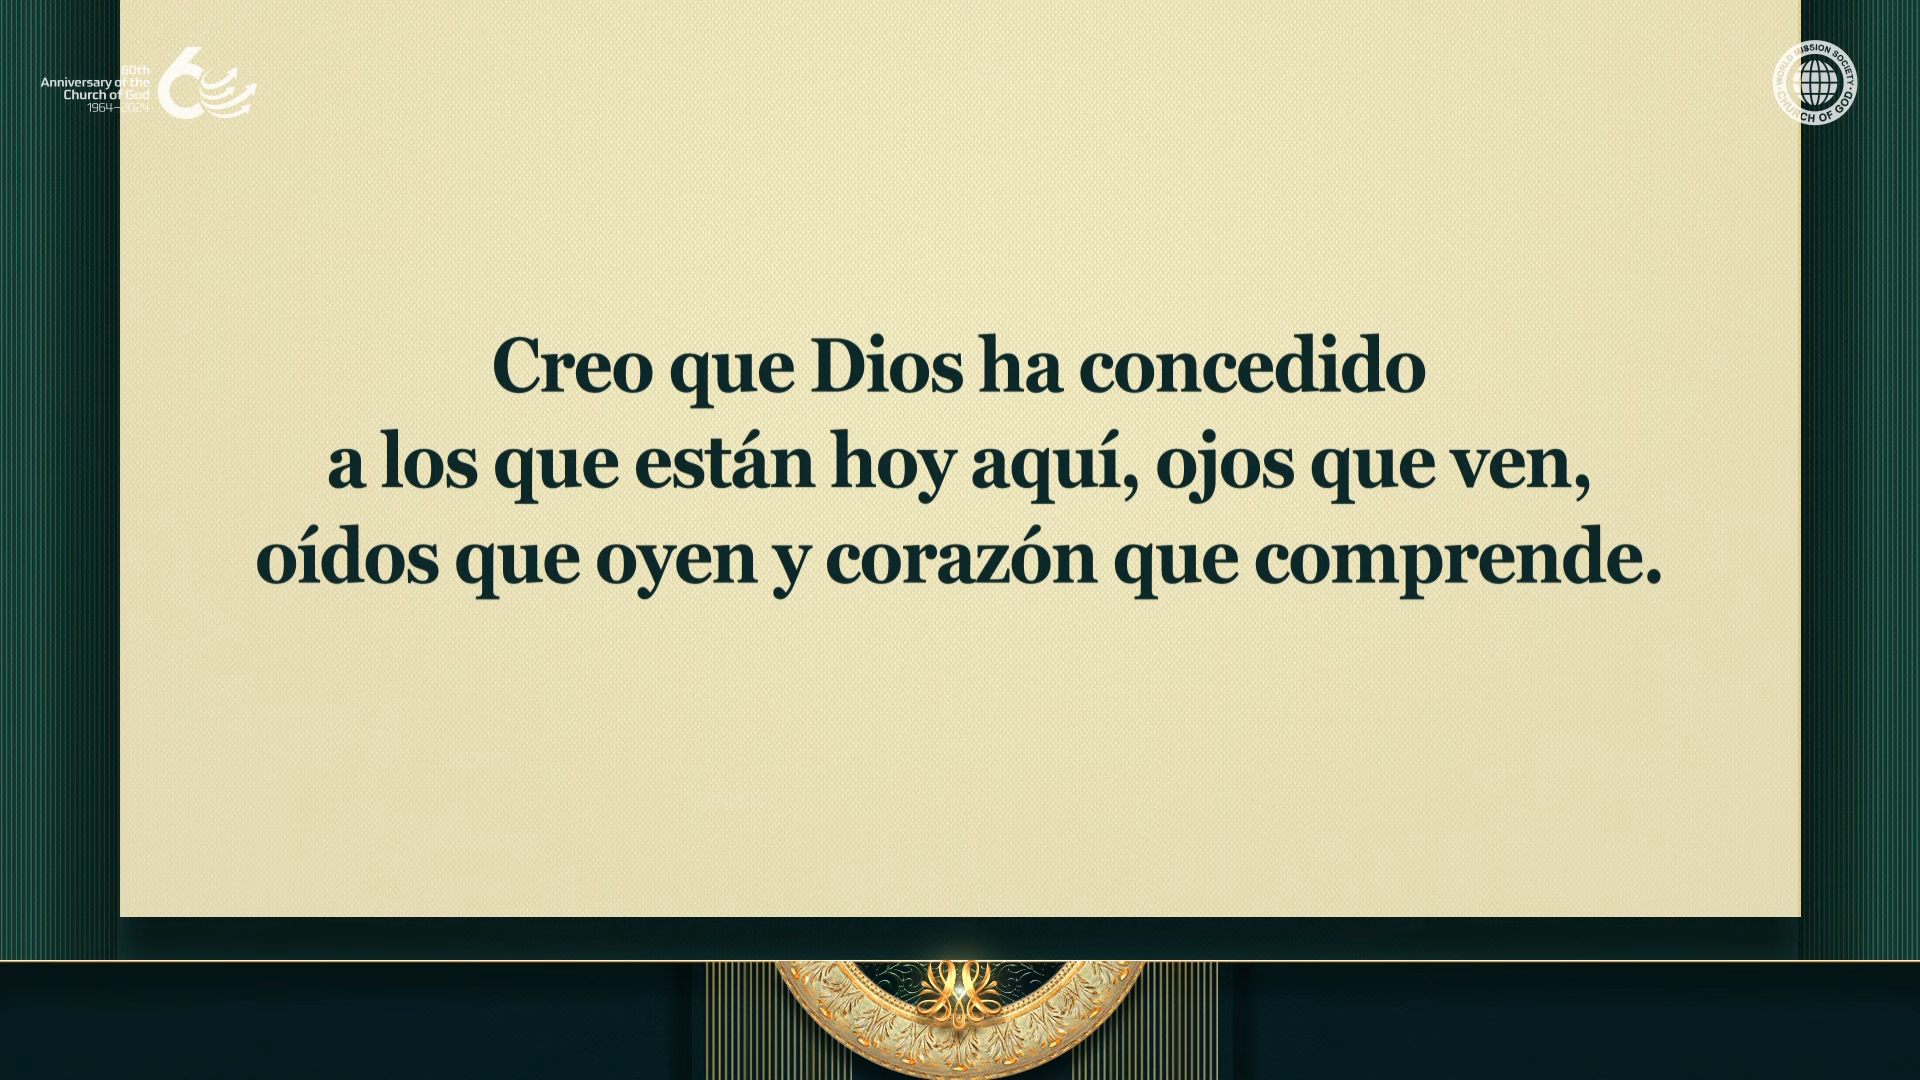 60th
Anniversary of the
Church of God
1964–2024
60
WORLD MISSION SOCIETY
CHURCH OF GOD
Creo que Dios ha concedido
a los que están hoy aquí, ojos que ven,
oídos que oyen y corazón que comprende.